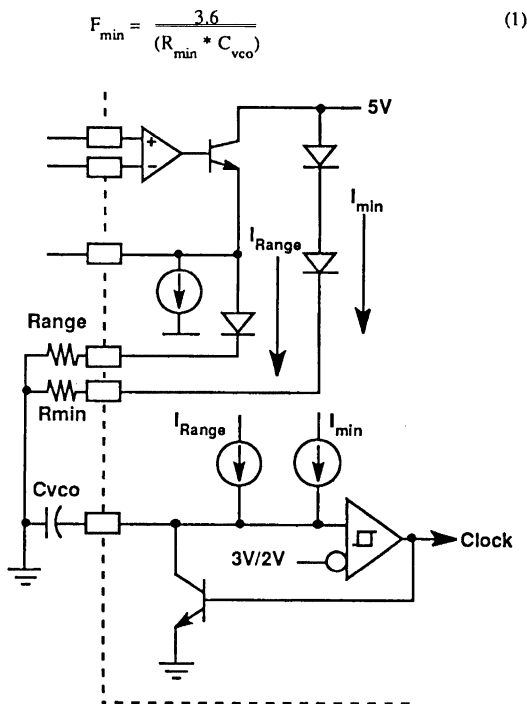 F_min = 3.6 / (R_min * C_vco) (1)
5V
+
−
I_Range
I_min
Range
Rmin
I_Range
I_min
Cvco
3V/2V
Clock